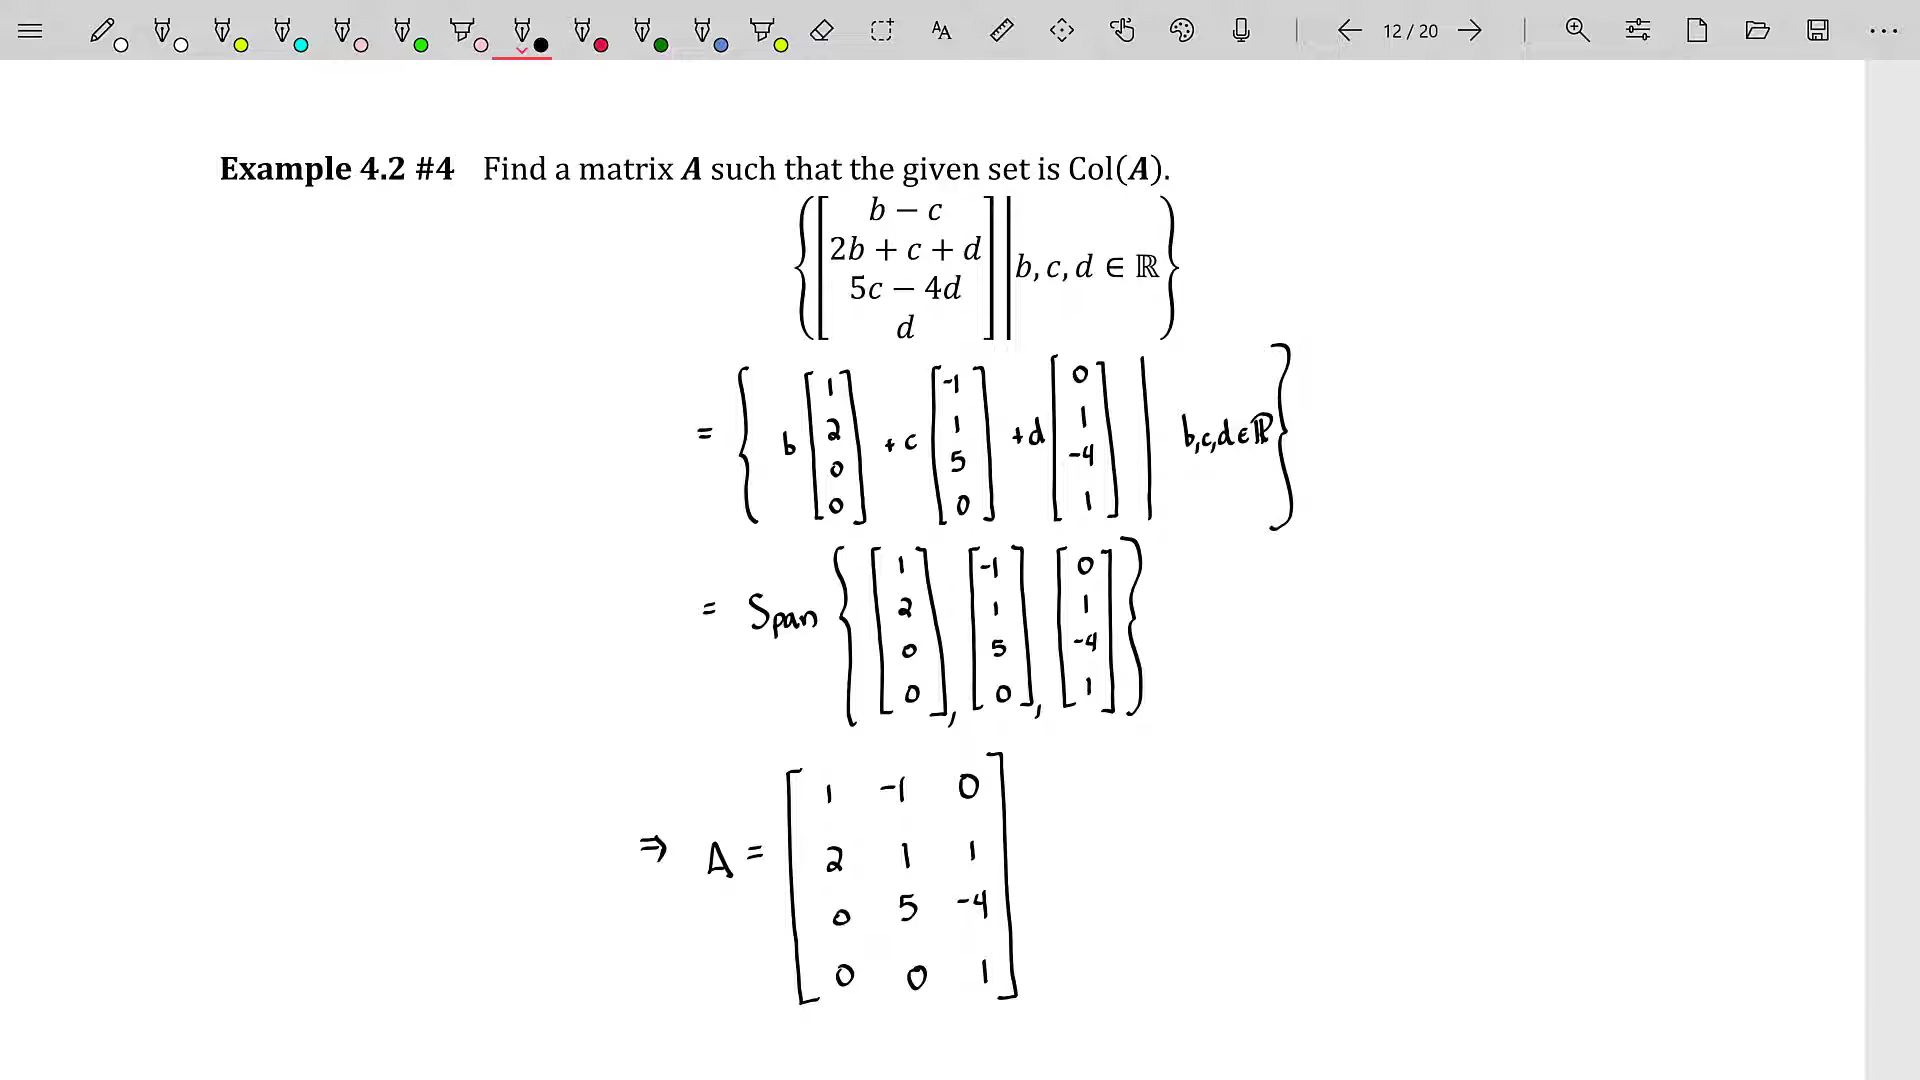 12 / 20
Example 4.2 #4 Find a matrix A such that the given set is Col(A).
{[b − c
2b + c + d
5c − 4d
d] | b, c, d ∈ ℝ}
= { b [1 2 0 0] + c [-1 1 5 0] + d [0 1 -4 1] | b,c,d ∈ ℝ }
= Span { [1 2 0 0], [-1 1 5 0], [0 1 -4 1] }
⇒ A = [1 -1 0
2 1 1
0 5 -4
0 0 1]